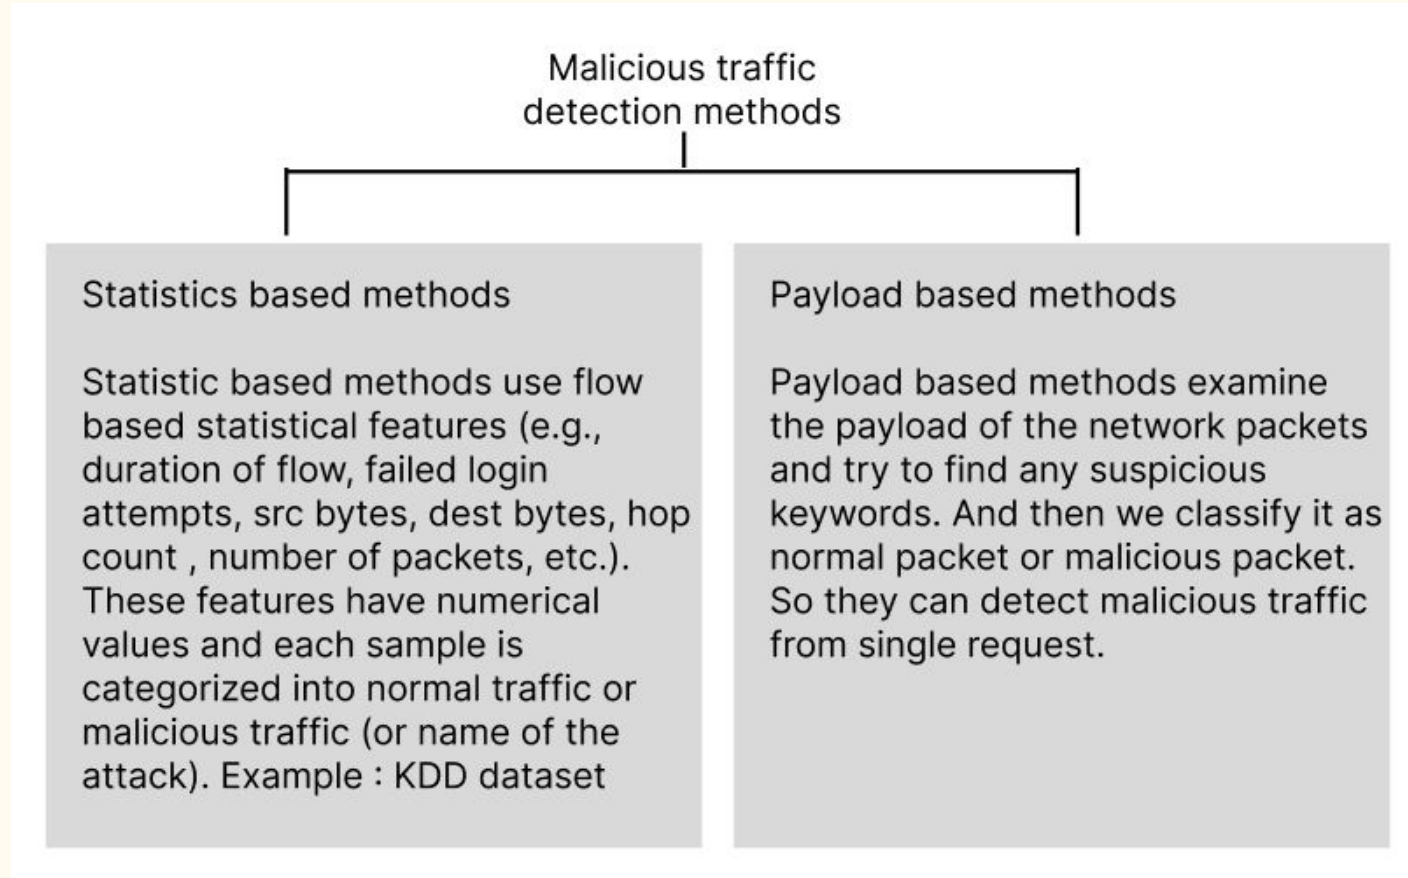 Malicious traffic
detection methods
Statistics based methods
Statistic based methods use flow
based statistical features (e.g.,
duration of flow, failed login
attempts, src bytes, dest bytes, hop
count , number of packets, etc.).
These features have numerical
values and each sample is
categorized into normal traffic or
malicious traffic (or name of the
attack). Example : KDD dataset
Payload based methods
Payload based methods examine
the payload of the network packets
and try to find any suspicious
keywords. And then we classify it as
normal packet or malicious packet.
So they can detect malicious traffic
from single request.